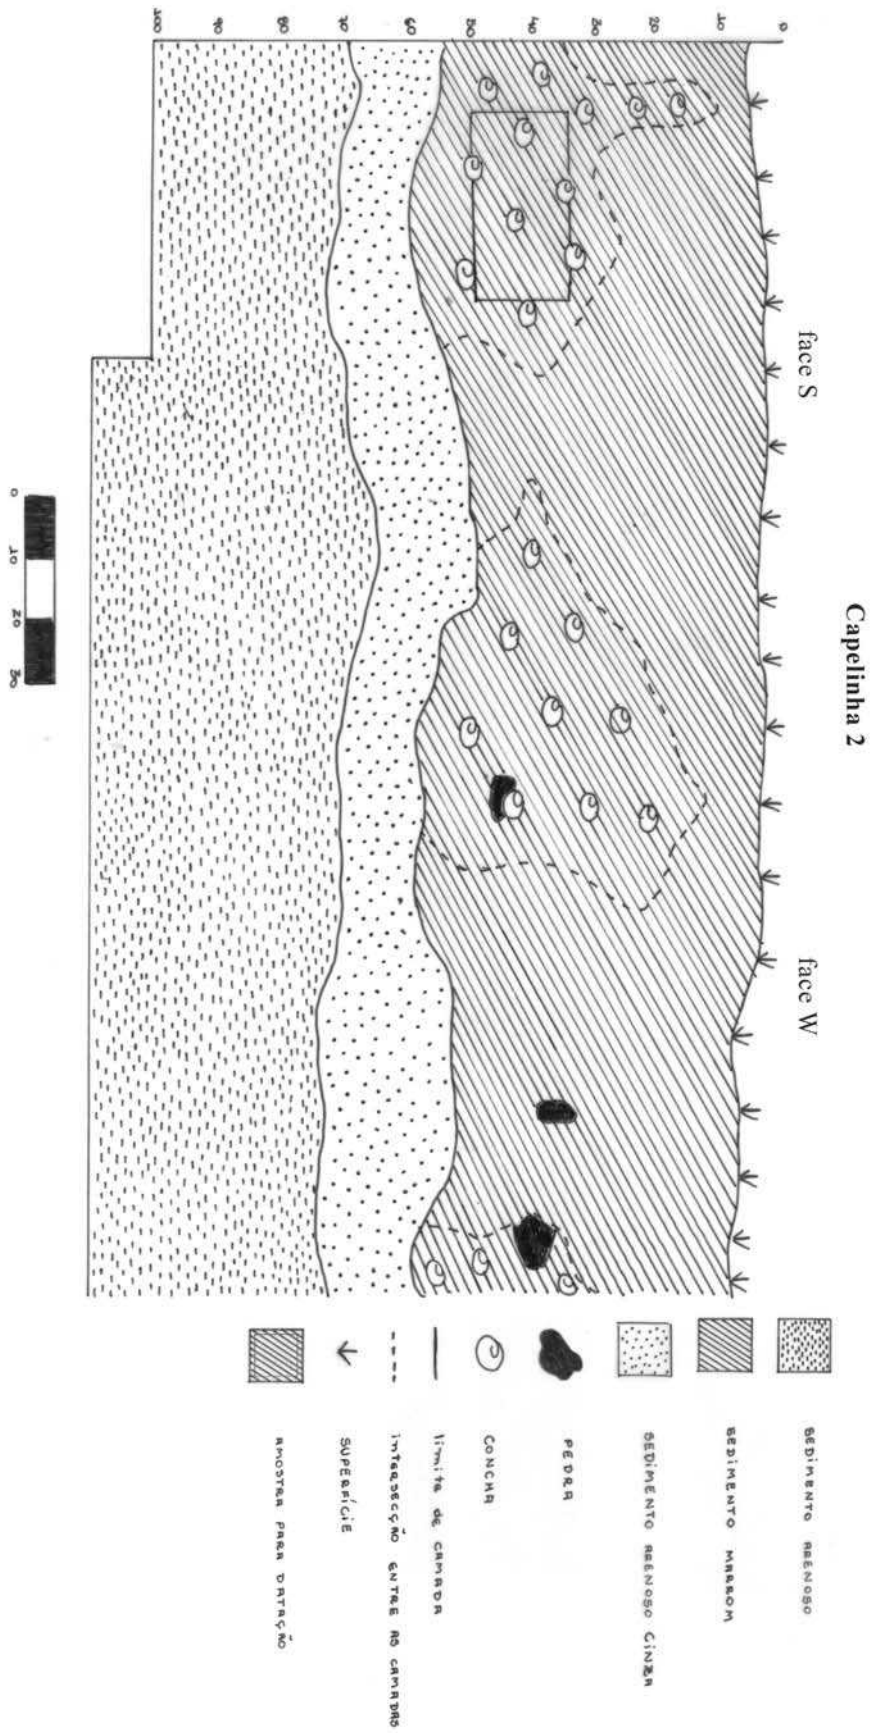 Capelinha 2
face S
face W
0
10
20
30
40
50
60
70
80
90
100
0
10
20
30
SEDIMENTO ARENOSO
SEDIMENTO MARROM
SEDIMENTO ARENOSO CINZA
PEDRA
CONCHA
limite de CAMADA
intersecção ENTRE AS CAMADAS
SUPERFÍCIE
AMOSTRA PARA DATAÇÃO